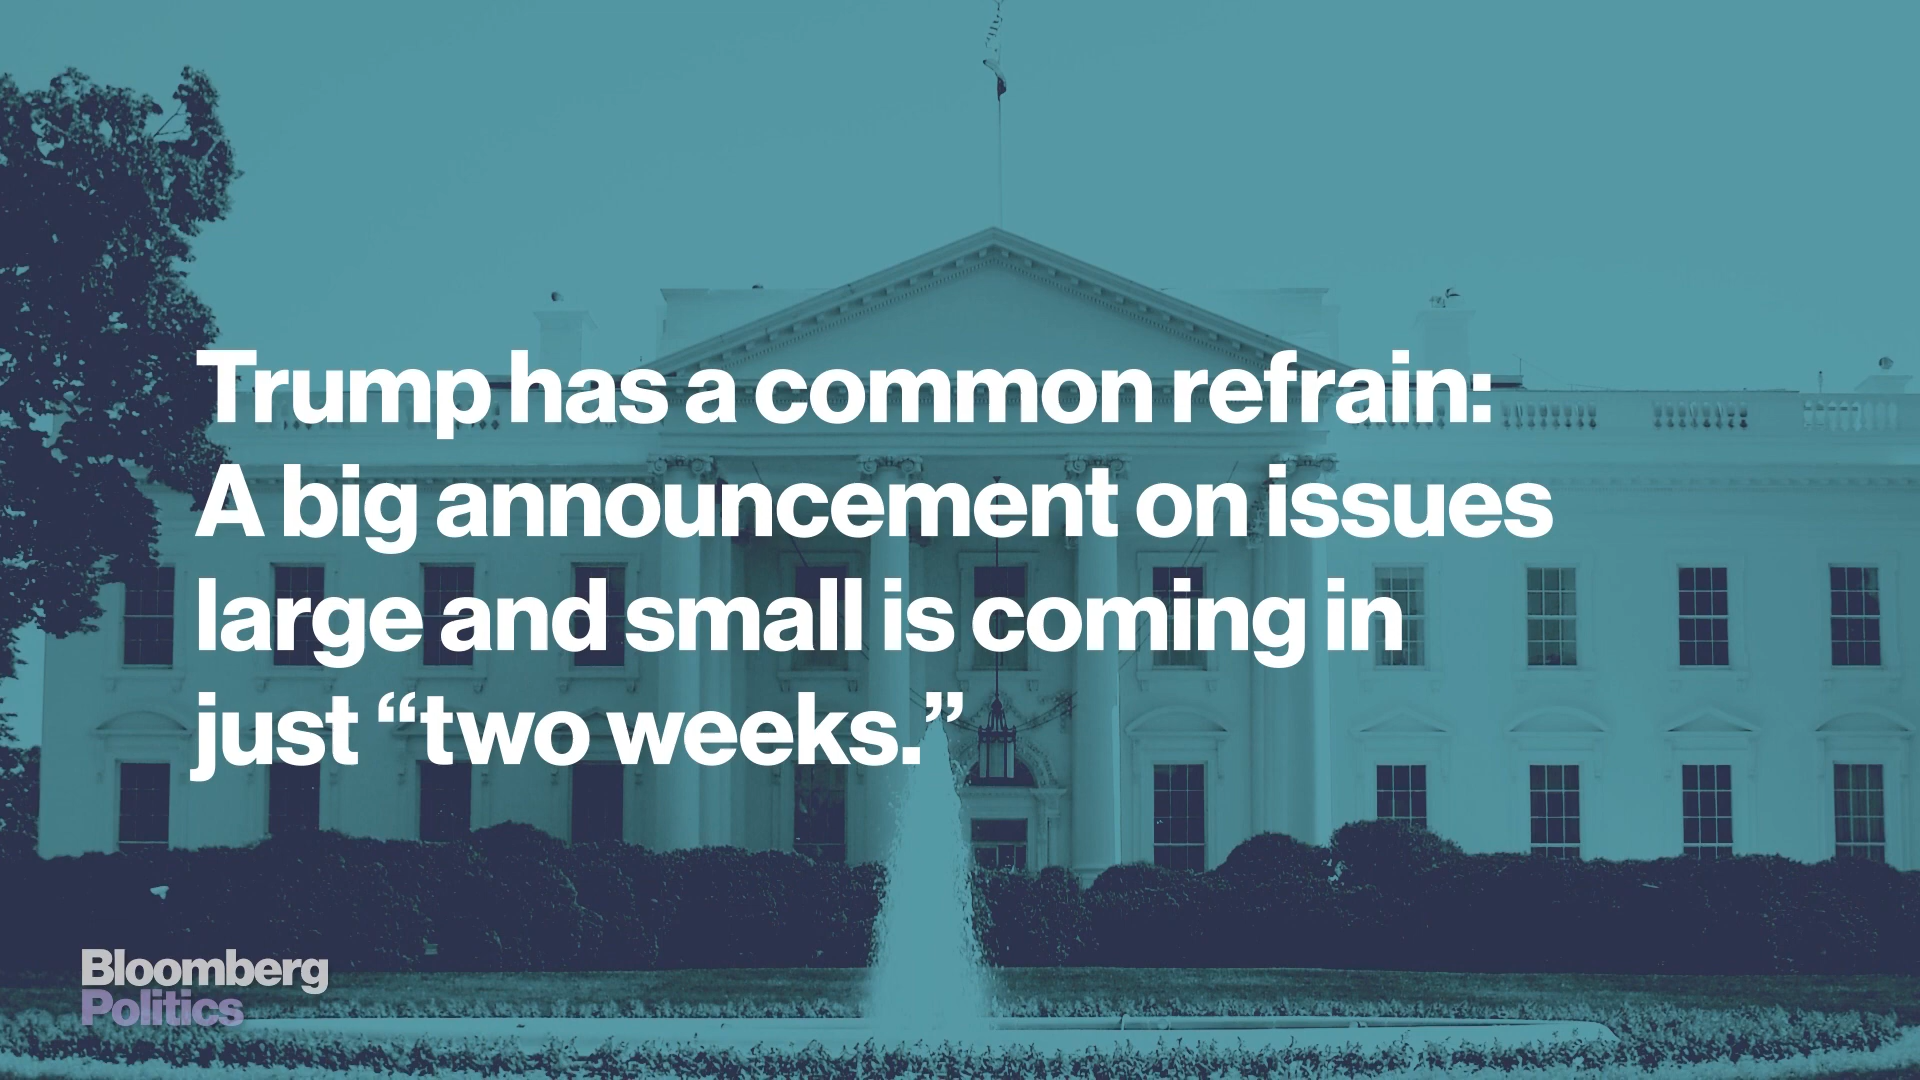 Trump has a common refrain:
A big announcement on issues
large and small is coming in
just “two weeks.”
Bloomberg
Politics